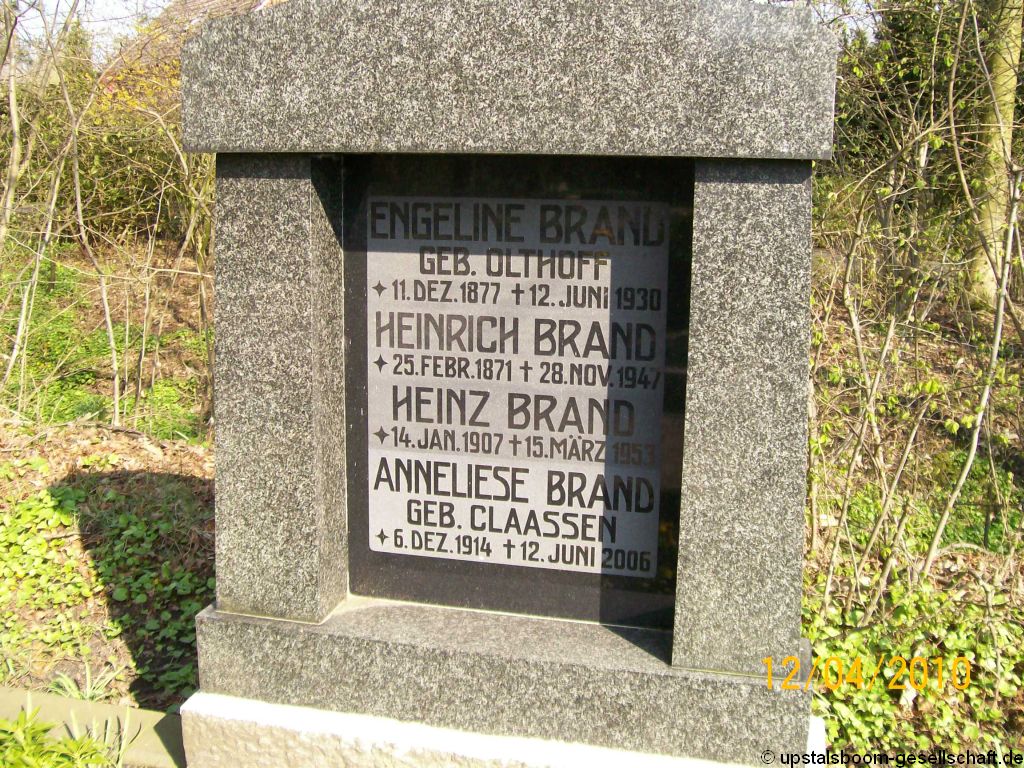 ENGELINE BRAND
GEB. OLTHOFF
✦ 11. DEZ. 1877 ✝ 12. JUNI 1930
HEINRICH BRAND
✦ 25. FEBR. 1871 ✝ 28. NOV. 1947
HEINZ BRAND
✦ 14. JAN. 1907 ✝ 15. MÄRZ 1953
ANNELIESE BRAND
GEB. CLAASSEN
✦ 6. DEZ. 1914 ✝ 12. JUNI 2006
12/04/2010
© upstalsboom-gesellschaft.de